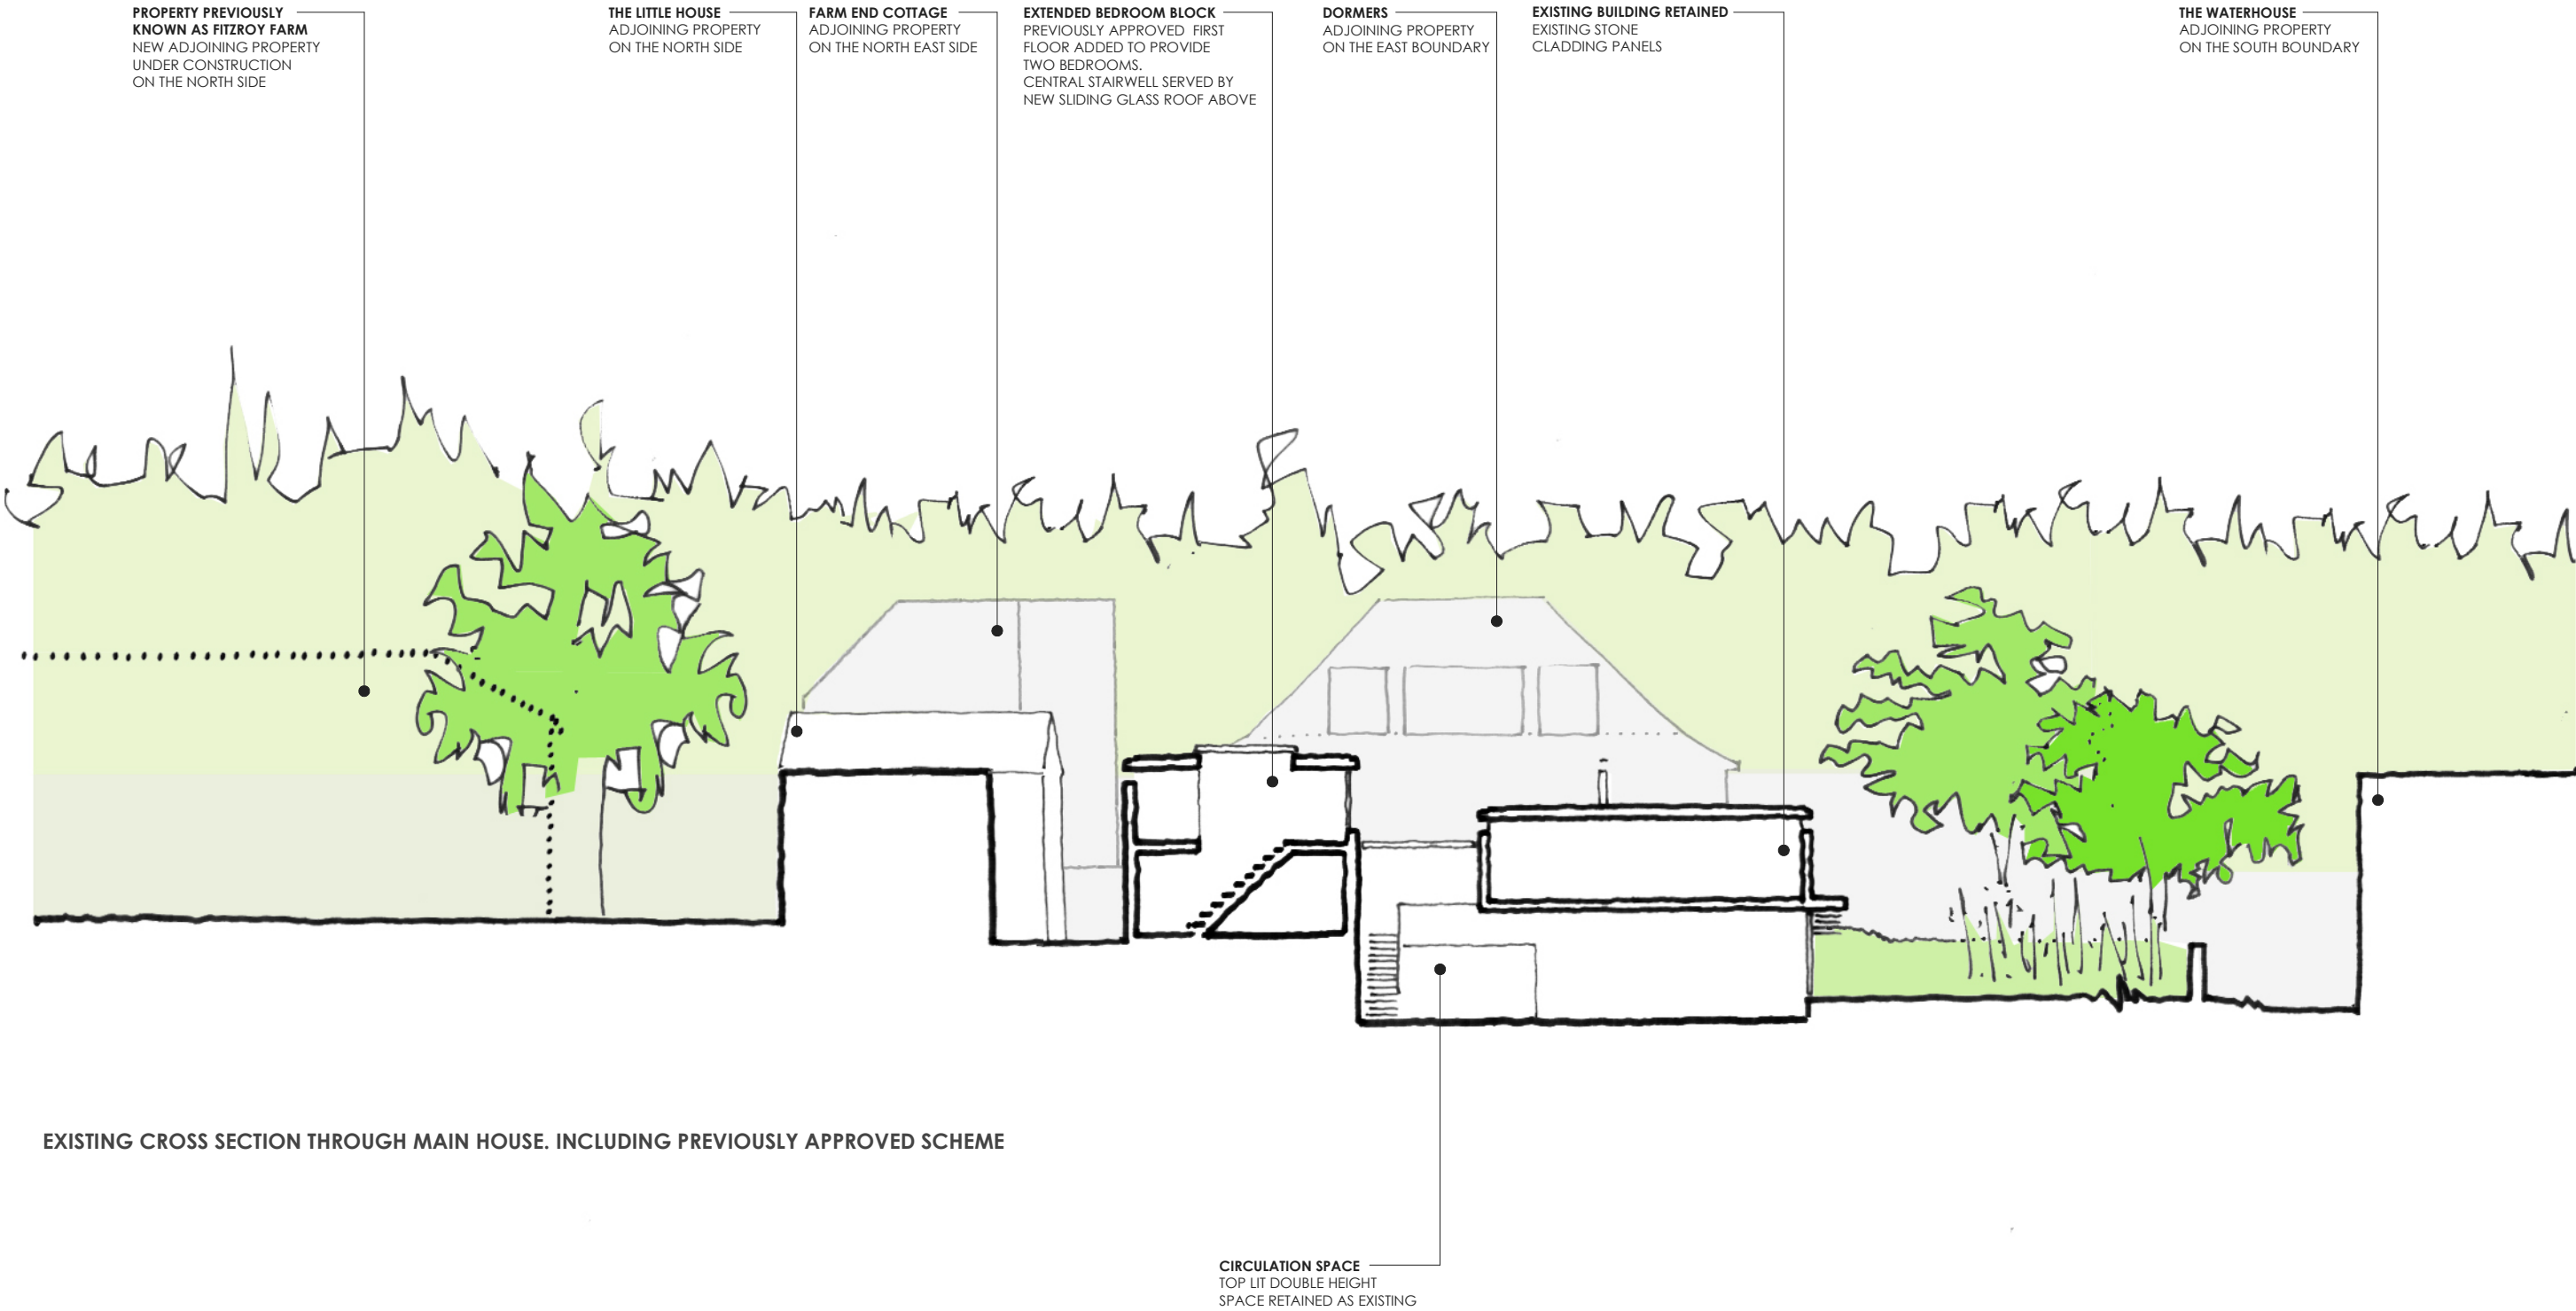 PROPERTY PREVIOUSLY
KNOWN AS FITZROY FARM
NEW ADJOINING PROPERTY
UNDER CONSTRUCTION
ON THE NORTH SIDE
THE LITTLE HOUSE
ADJOINING PROPERTY
ON THE NORTH SIDE
FARM END COTTAGE
ADJOINING PROPERTY
ON THE NORTH EAST SIDE
EXTENDED BEDROOM BLOCK
PREVIOUSLY APPROVED FIRST
FLOOR ADDED TO PROVIDE
TWO BEDROOMS.
CENTRAL STAIRWELL SERVED BY
NEW SLIDING GLASS ROOF ABOVE
DORMERS
ADJOINING PROPERTY
ON THE EAST BOUNDARY
EXISTING BUILDING RETAINED
EXISTING STONE
CLADDING PANELS
THE WATERHOUSE
ADJOINING PROPERTY
ON THE SOUTH BOUNDARY
EXISTING CROSS SECTION THROUGH MAIN HOUSE. INCLUDING PREVIOUSLY APPROVED SCHEME
CIRCULATION SPACE
TOP LIT DOUBLE HEIGHT
SPACE RETAINED AS EXISTING